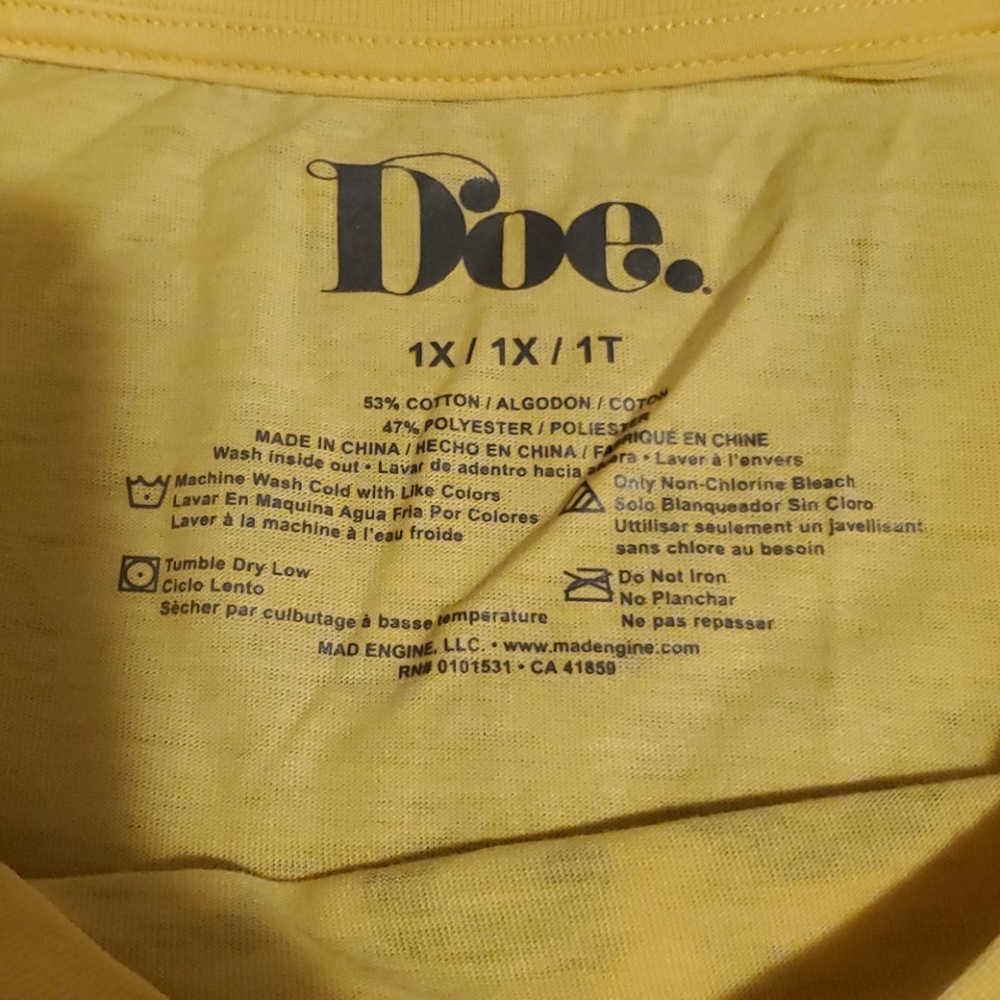 Doe.
1X / 1X / 1T
53% COTTON / ALGODON / COTON
47% POLYESTER / POLIESTER
MADE IN CHINA / HECHO EN CHINA / FABRIQUÉ EN CHINE
Wash inside out • Lavar de adentro hacia • Laver à l'envers
Machine Wash Cold with Like Colors
Lavar En Maquina Agua Fria Por Colores
Laver à la machine à l'eau froide
Only Non-Chlorine Bleach
Solo Blanqueador Sin Cloro
Uttiliser seulement un javellisant
sans chlore au besoin
Tumble Dry Low
Ciclo Lento
Sècher par culbutage à basse temperature
Do Not Iron
No Planchar
Ne pas repasser
MAD ENGINE, LLC. • www.madengine.com
RN# 0101531 • CA 41859